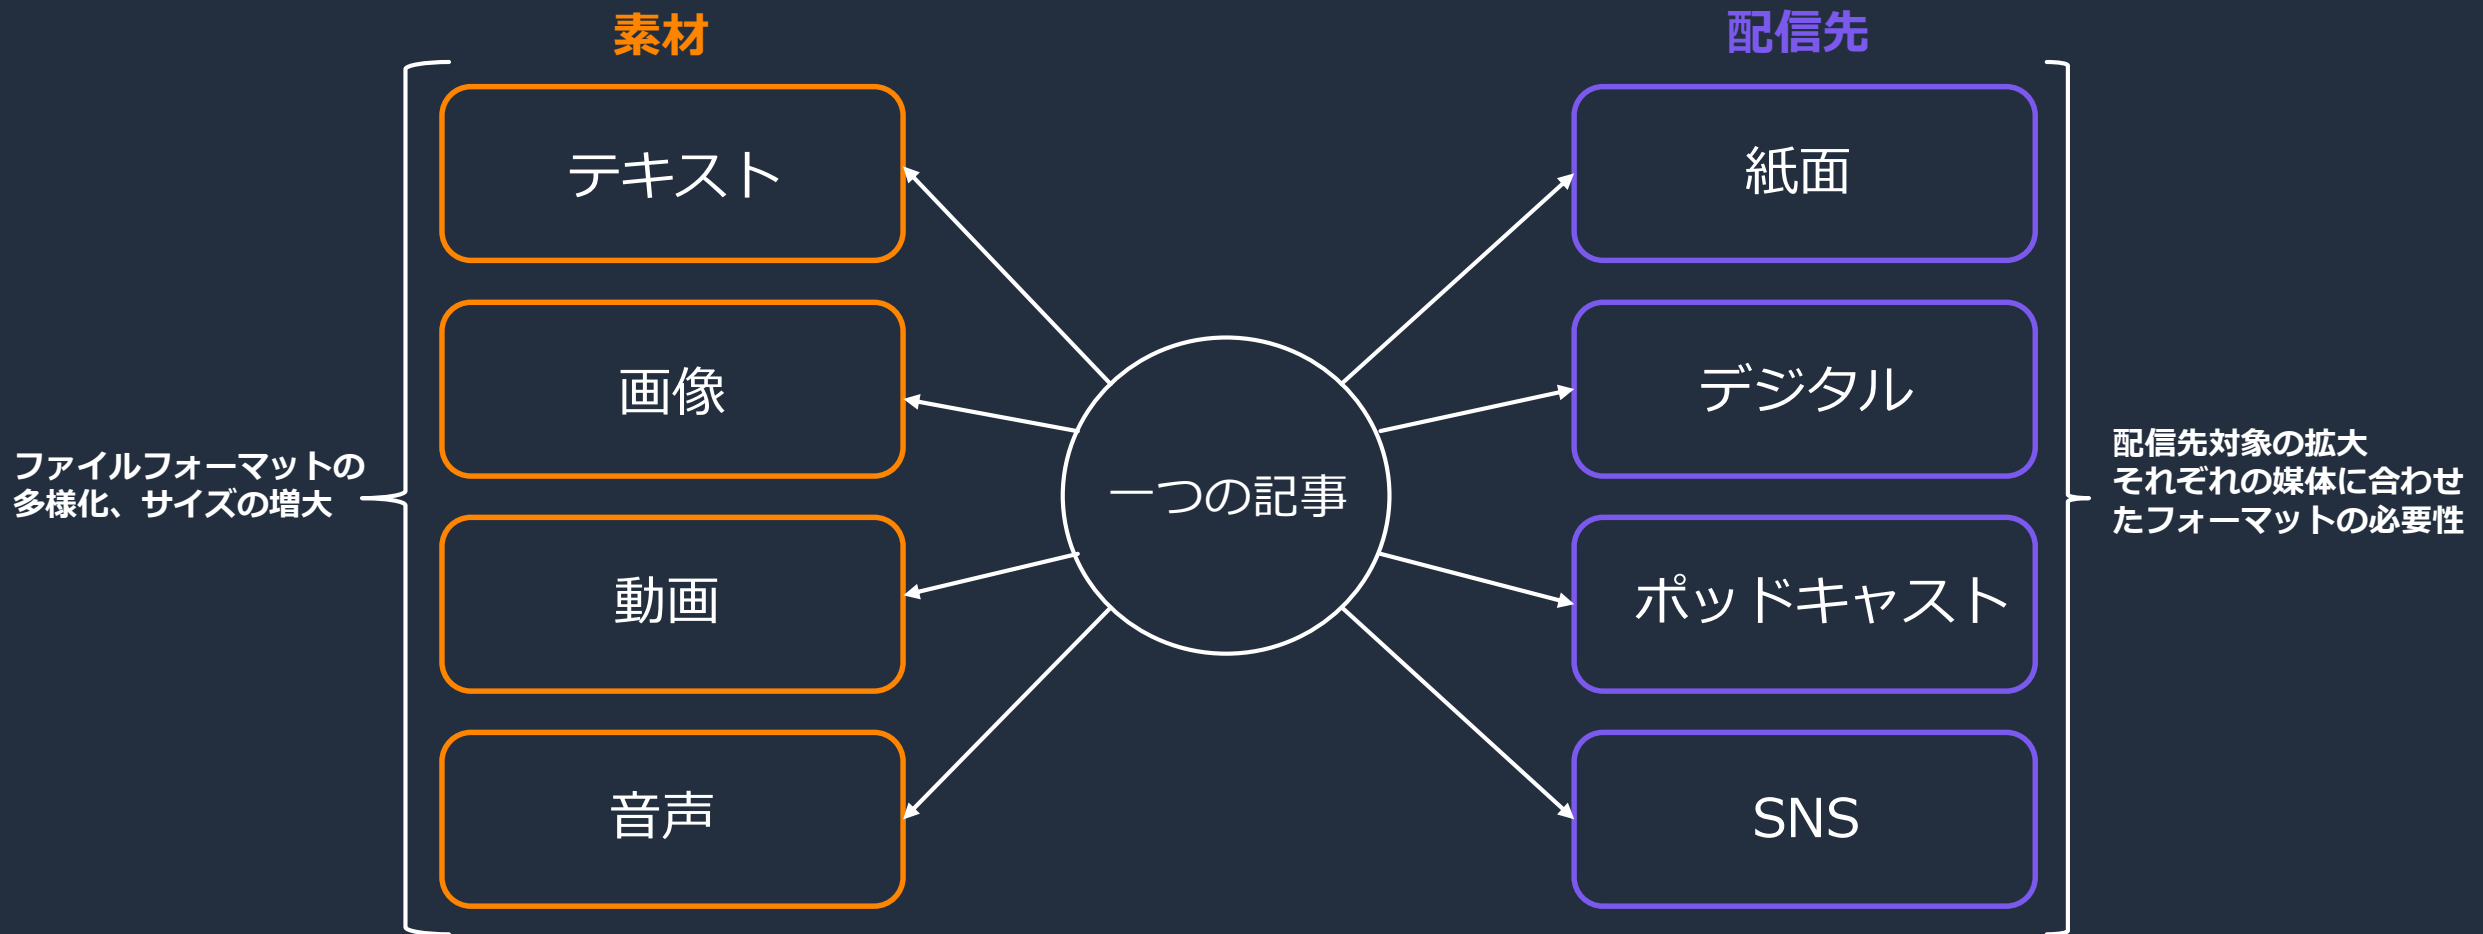 素材
配信先
テキスト
画像
動画
音声
ファイルフォーマットの
多様化、サイズの増大
一つの記事
紙面
デジタル
ポッドキャスト
SNS
配信先対象の拡大
それぞれの媒体に合わせ
たフォーマットの必要性